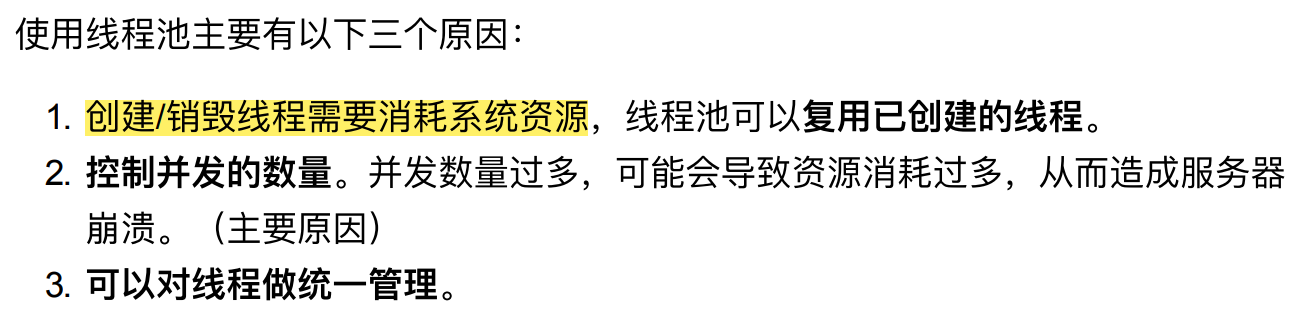 使用线程池主要有以下三个原因：
1. 创建/销毁线程需要消耗系统资源，线程池可以复用已创建的线程。
2. 控制并发的数量。并发数量过多，可能会导致资源消耗过多，从而造成服务器
崩溃。（主要原因）
3. 可以对线程做统一管理。